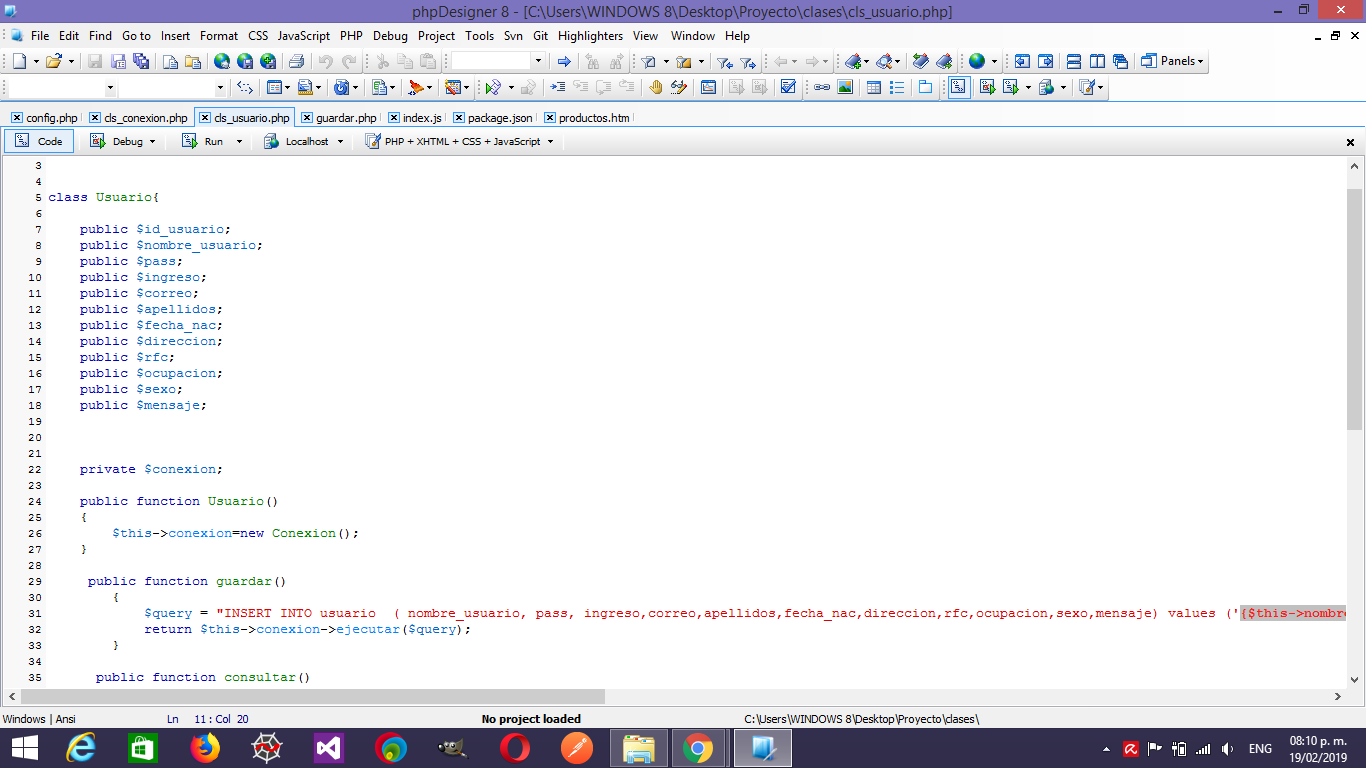 phpDesigner 8 - [C:\Users\WINDOWS 8\Desktop\Proyecto\clases\cls_usuario.php]
File Edit Find Go to Insert Format CSS JavaScript PHP Debug Project Tools Svn Git Highlighters View Window Help
Panels
config.php cls_conexion.php cls_usuario.php guardar.php index.js package.json productos.htm
Code Debug Run Localhost PHP + XHTML + CSS + JavaScript
3
4
5 class Usuario{
6
7 public $id_usuario;
8 public $nombre_usuario;
9 public $pass;
10 public $ingreso;
11 public $correo;
12 public $apellidos;
13 public $fecha_nac;
14 public $direccion;
15 public $rfc;
16 public $ocupacion;
17 public $sexo;
18 public $mensaje;
19
20
21
22 private $conexion;
23
24 public function Usuario()
25 {
26 $this->conexion=new Conexion();
27 }
28
29 public function guardar()
30 {
31 $query = "INSERT INTO usuario ( nombre_usuario, pass, ingreso,correo,apellidos,fecha_nac,direccion,rfc,ocupacion,sexo,mensaje) values ('{$this->nombre
32 return $this->conexion->ejecutar($query);
33 }
34
35 public function consultar()
Windows | Ansi Ln 11 : Col 20 No project loaded C:\Users\WINDOWS 8\Desktop\Proyecto\clases\
ENG 08:10 p. m.
19/02/2019